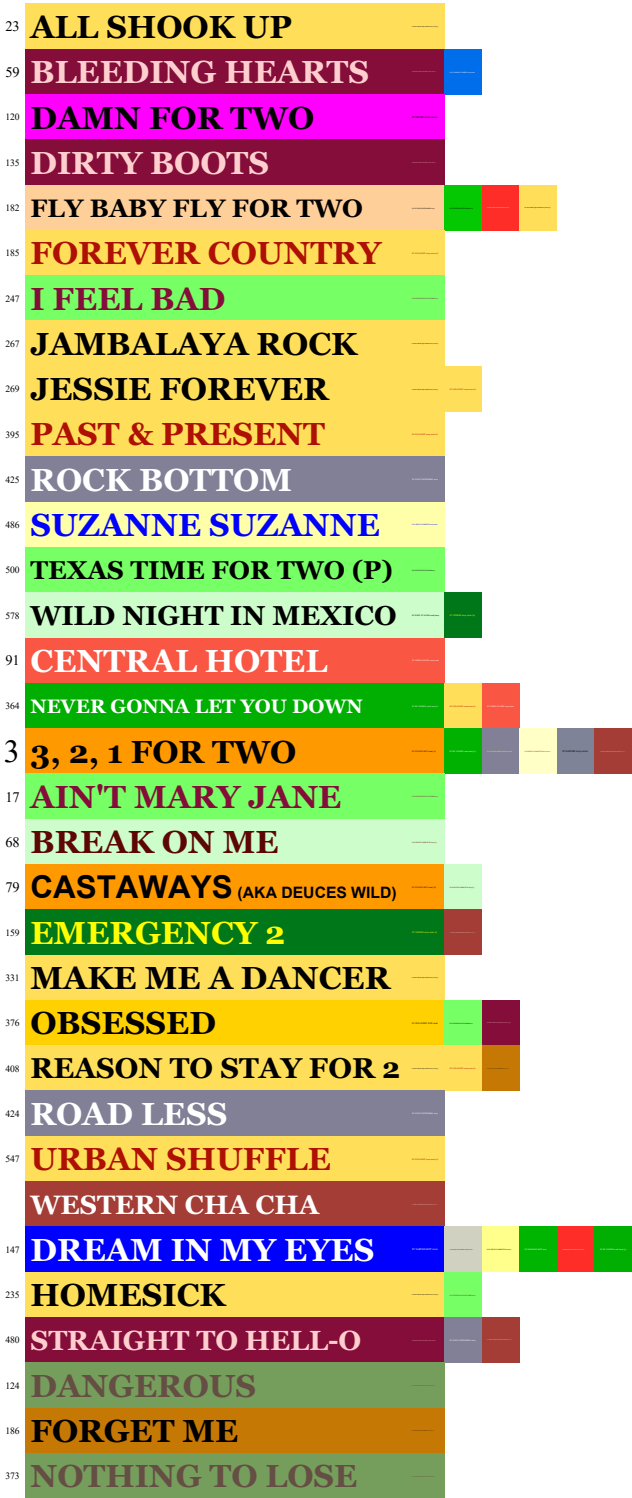 23 ALL SHOOK UP
59 BLEEDING HEARTS
120 DAMN FOR TWO
135 DIRTY BOOTS
182 FLY BABY FLY FOR TWO
185 FOREVER COUNTRY
247 I FEEL BAD
267 JAMBALAYA ROCK
269 JESSIE FOREVER
395 PAST & PRESENT
425 ROCK BOTTOM
486 SUZANNE SUZANNE
500 TEXAS TIME FOR TWO (P)
578 WILD NIGHT IN MEXICO
91 CENTRAL HOTEL
364 NEVER GONNA LET YOU DOWN
3 3, 2, 1 FOR TWO
17 AIN'T MARY JANE
68 BREAK ON ME
79 CASTAWAYS (AKA DEUCES WILD)
159 EMERGENCY 2
331 MAKE ME A DANCER
376 OBSESSED
408 REASON TO STAY FOR 2
424 ROAD LESS
547 URBAN SHUFFLE
WESTERN CHA CHA
147 DREAM IN MY EYES
235 HOMESICK
480 STRAIGHT TO HELL-O
124 DANGEROUS
186 FORGET ME
373 NOTHING TO LOSE